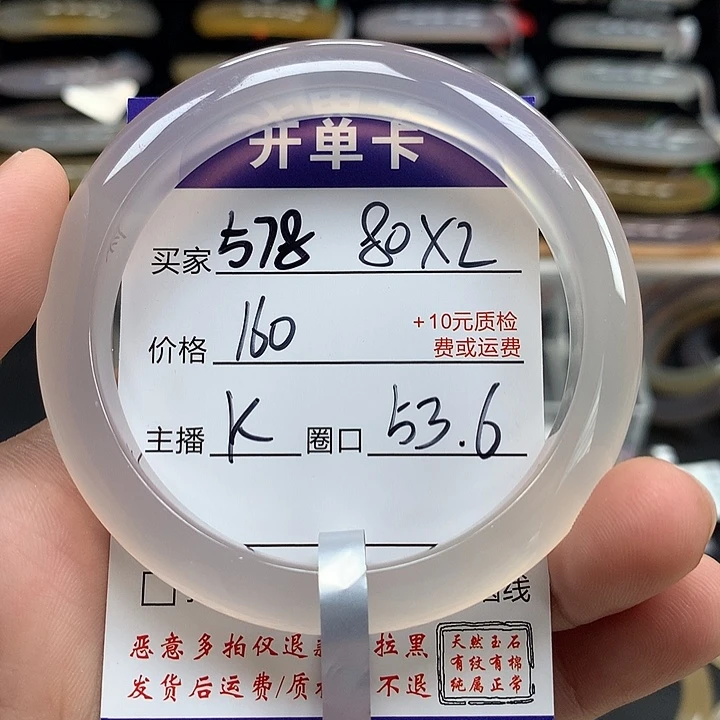 开单卡
买家 578 80X2
价格 160 +10元质检
费或运费
主播 K 圈口 53.6
恶意多拍仅退 拉黑
发货后运费/质 不退
天然玉石
有纹有棉
纯属正常